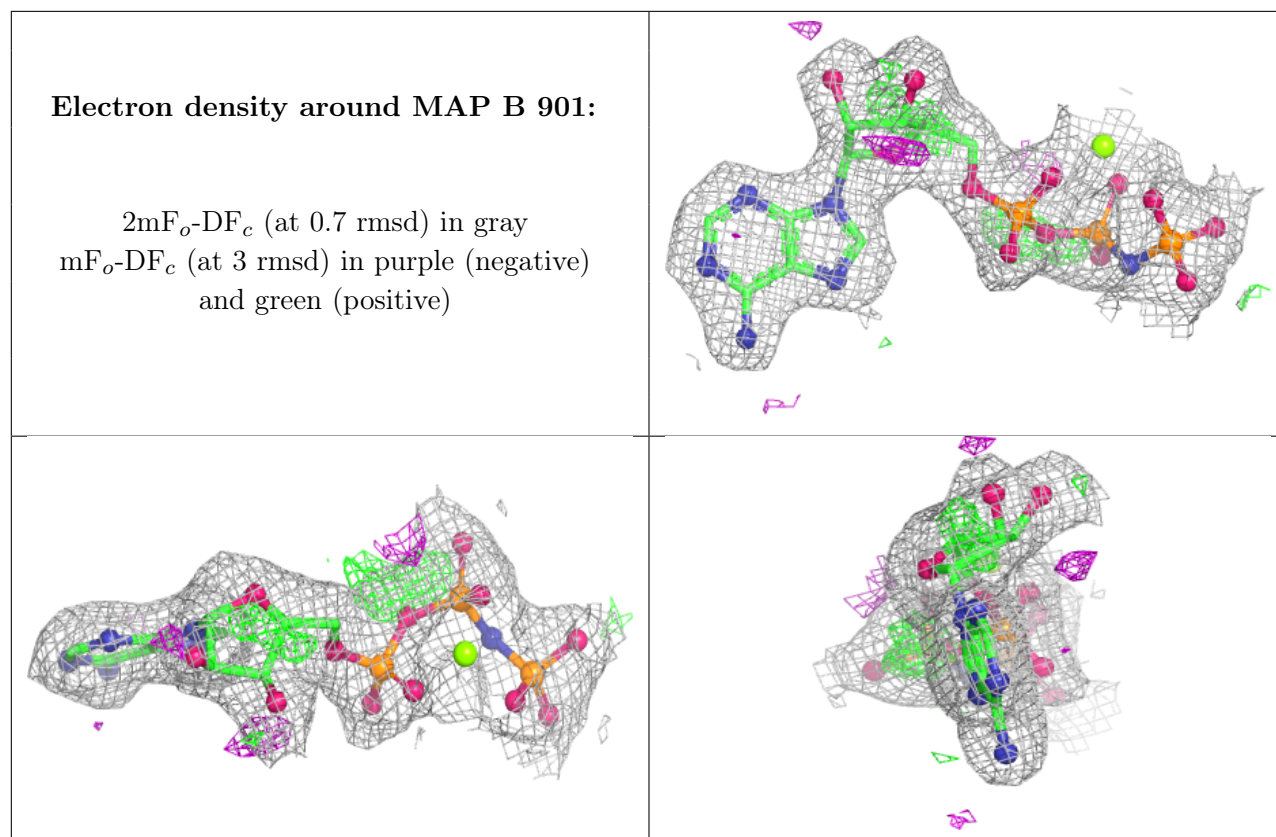 Electron density around MAP B 901:
2mFo-DFc (at 0.7 rmsd) in gray
mFo-DFc (at 3 rmsd) in purple (negative)
and green (positive)